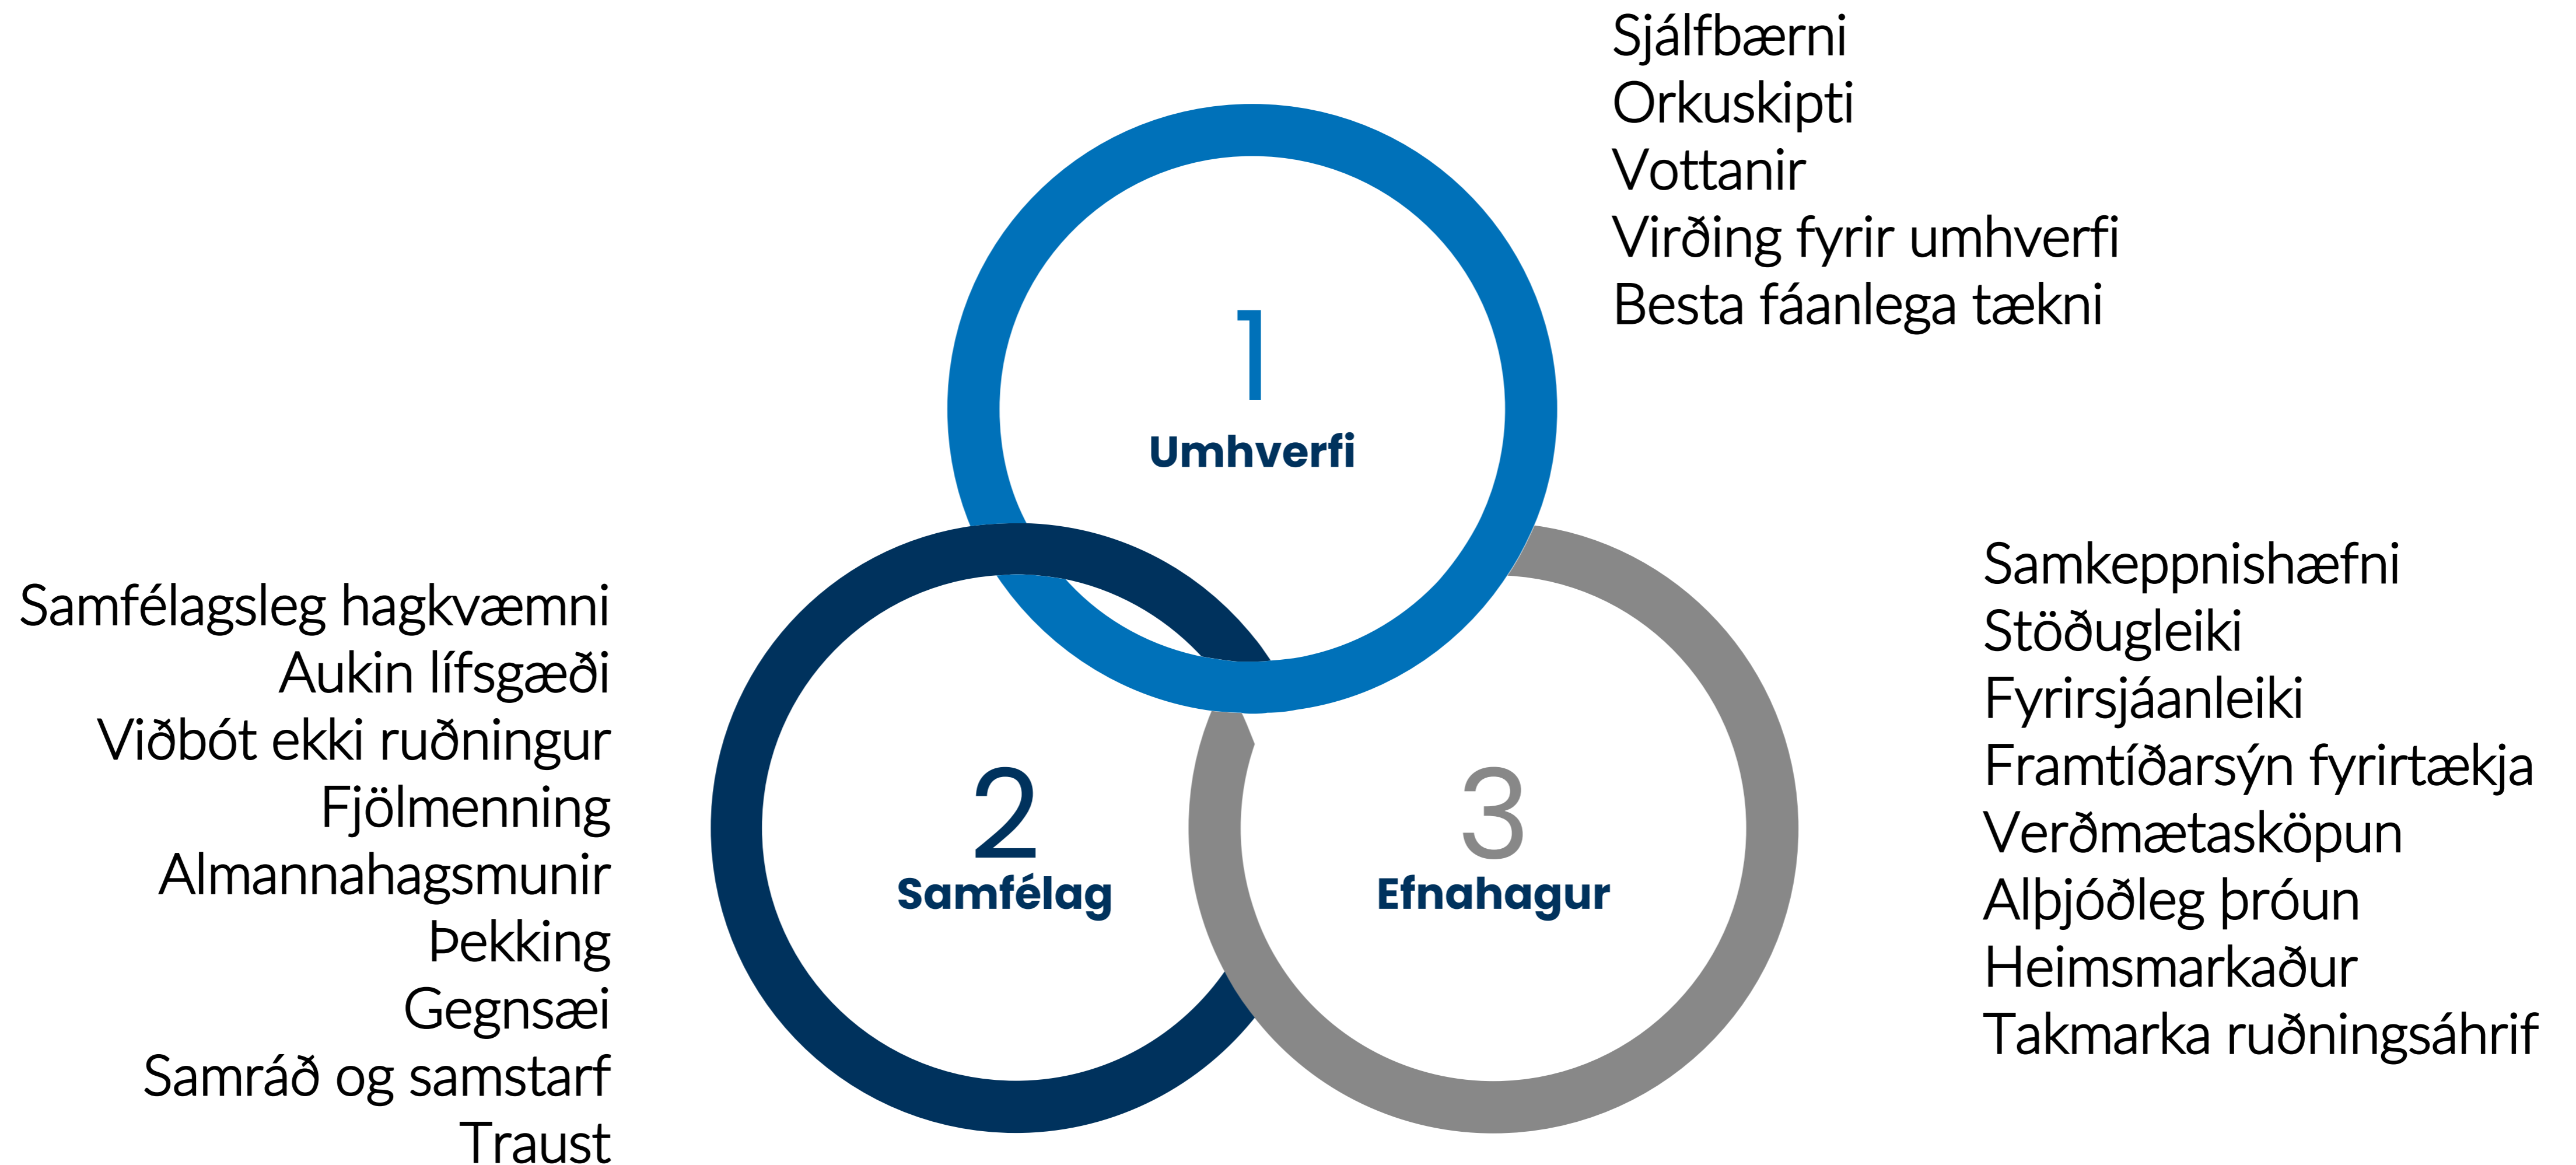 Sjálfbærni
Orkuskipti
Vottanir
Virðing fyrir umhverfi
Besta fáanlega tækni
1
Umhverfi
Samfélagsleg hagkvæmni
Aukin lífsgæði
Viðbót ekki ruðningur
Fjölmenning
Almannahagsmunir
Þekking
Gegnsæi
Samráð og samstarf
Traust
2
Samfélag
3
Efnahagur
Samkeppnishæfni
Stöðugleiki
Fyrirsjáanleiki
Framtíðarsýn fyrirtækja
Verðmætasköpun
Alþjóðleg þróun
Heimsmarkaður
Takmarka ruðningsáhrif